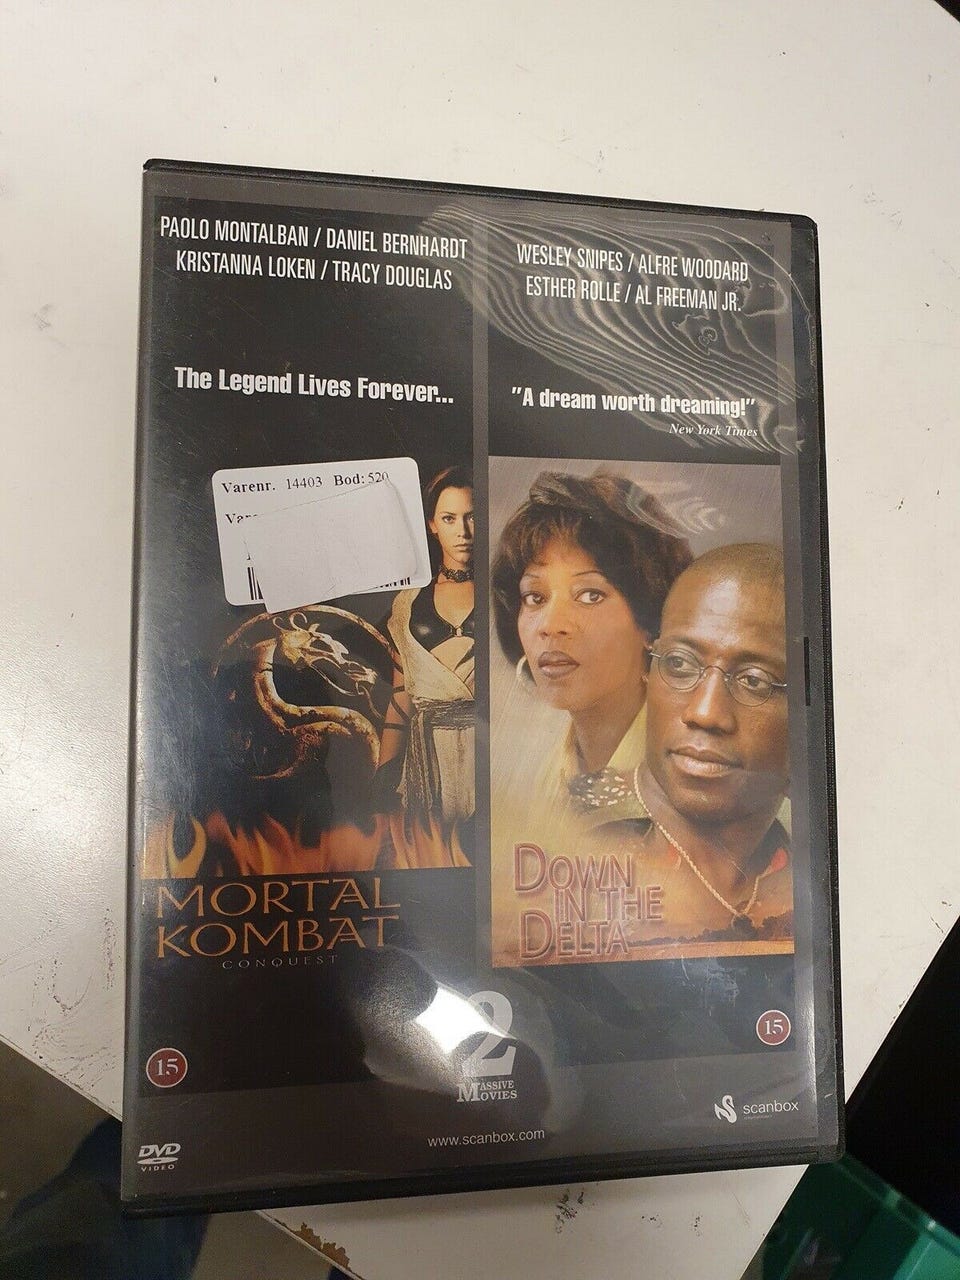 PAOLO MONTALBAN / DANIEL BERNHARDT
KRISTANNA LOKEN / TRACY DOUGLAS
The Legend Lives Forever...
Varenr. 14403 Bod: 520
MORTAL
KOMBAT
CONQUEST
15
WESLEY SNIPES / ALFRE WOODARD
ESTHER ROLLE / AL FREEMAN JR.
"A dream worth dreaming!"
New York Times
DOWN
IN THE
DELTA
15
2
MASSIVE
MOVIES
DVD
VIDEO
www.scanbox.com
scanbox